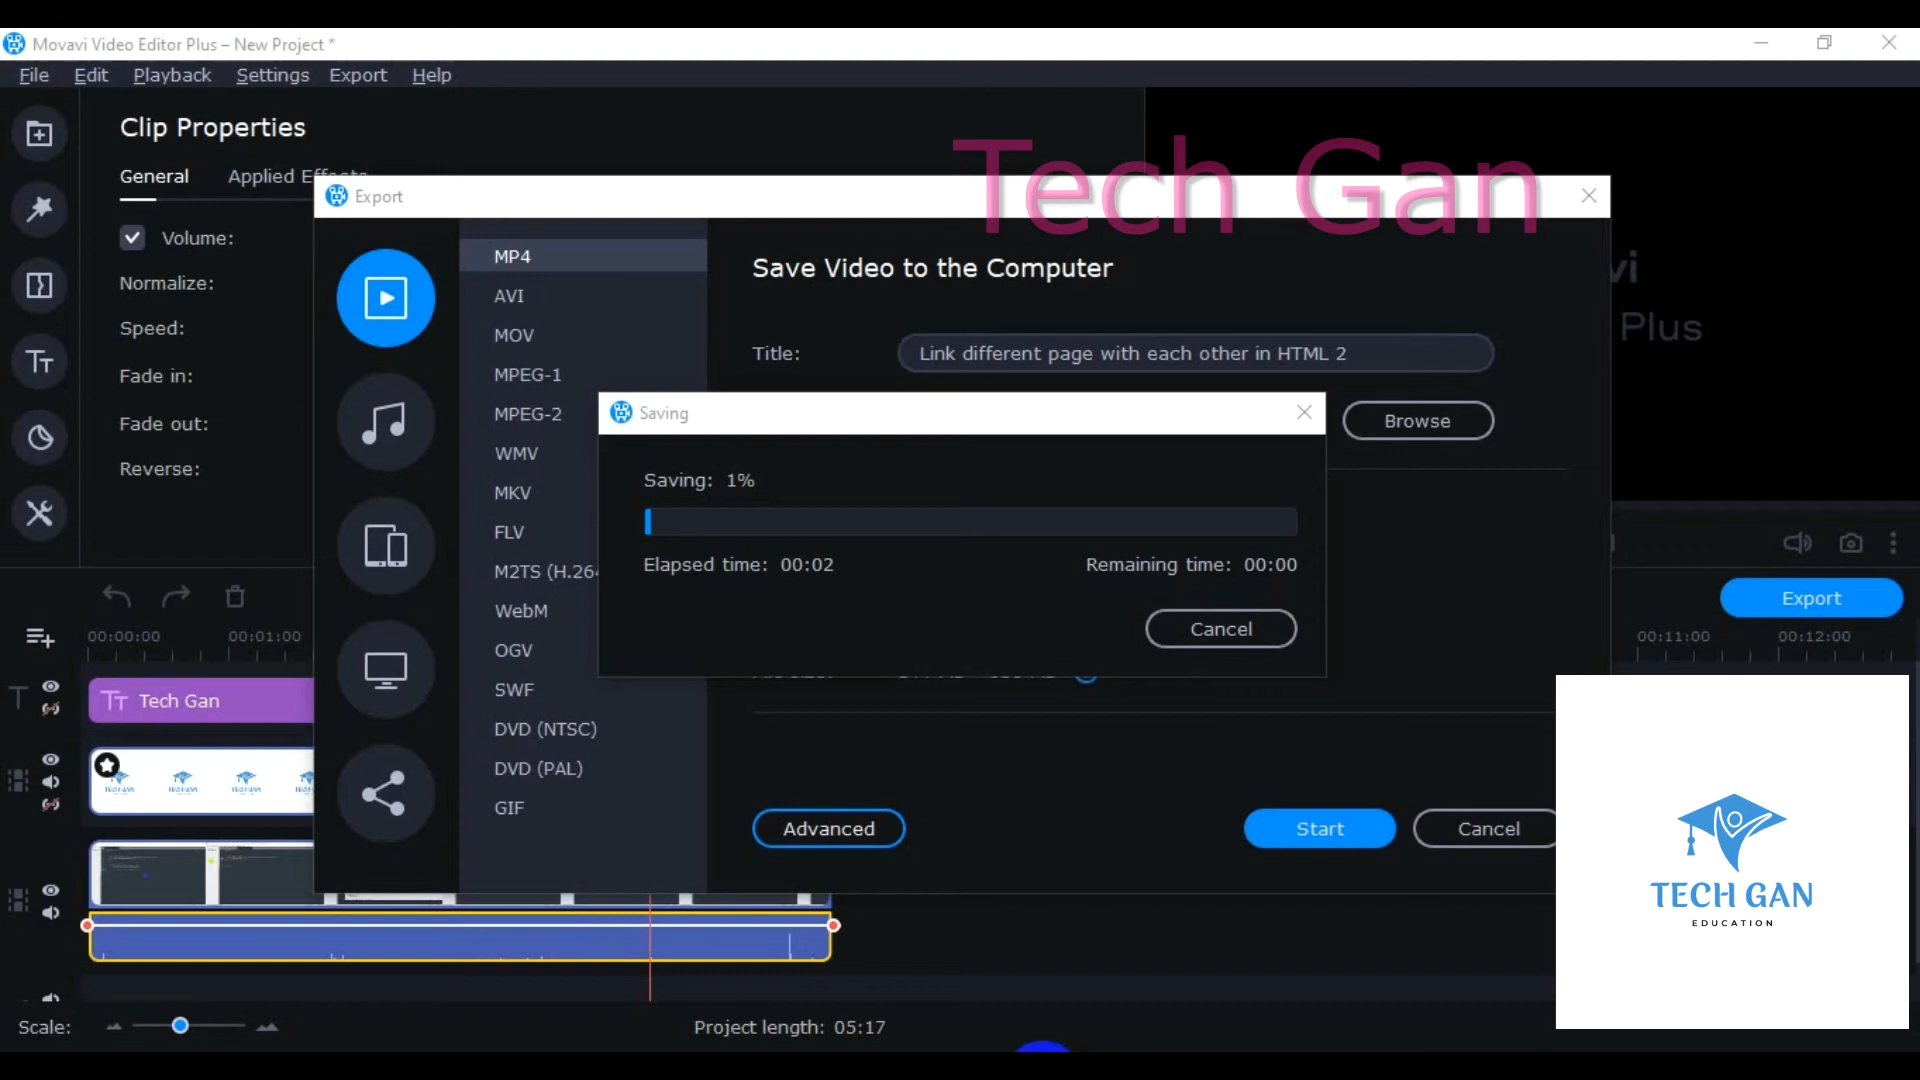 Movavi Video Editor Plus – New Project *
File Edit Playback Settings Export Help
Clip Properties
General Applied Effects
Tech Gan
Export
Volume:
Normalize:
Speed:
Fade in:
Fade out:
Reverse:
MP4
AVI
MOV
MPEG-1
MPEG-2
WMV
MKV
FLV
M2TS (H.264
WebM
OGV
SWF
DVD (NTSC)
DVD (PAL)
GIF
Save Video to the Computer
Title: Link different page with each other in HTML 2
Browse
Saving
Saving: 1%
Elapsed time: 00:02 Remaining time: 00:00
Cancel
Advanced Start Cancel
vi
Plus
Export
00:00:00 00:01:00 00:11:00 00:12:00
Tech Gan
TECH GAN
EDUCATION
Scale: Project length: 05:17